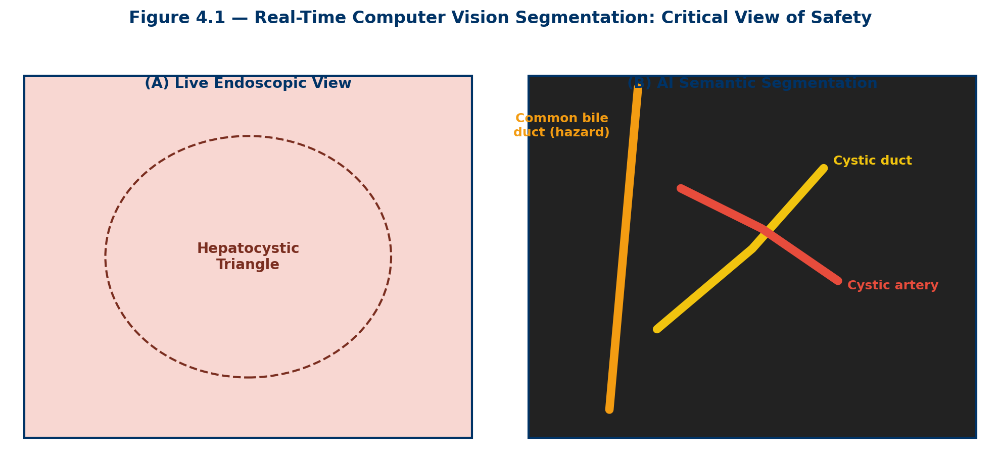 Figure 4.1 — Real-Time Computer Vision Segmentation: Critical View of Safety
(A) Live Endoscopic View
Hepatocystic
Triangle
(B) AI Semantic Segmentation
Common bile
duct (hazard)
Cystic duct
Cystic artery